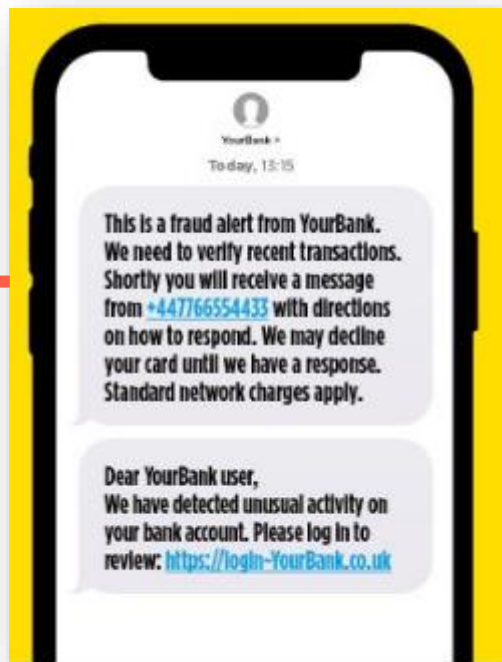 YourBank >
Today, 13:15
This is a fraud alert from YourBank.
We need to verify recent transactions.
Shortly you will receive a message
from +447766554433 with directions
on how to respond. We may decline
your card until we have a response.
Standard network charges apply.
Dear YourBank user,
We have detected unusual activity on
your bank account. Please log in to
review: https://login-YourBank.co.uk